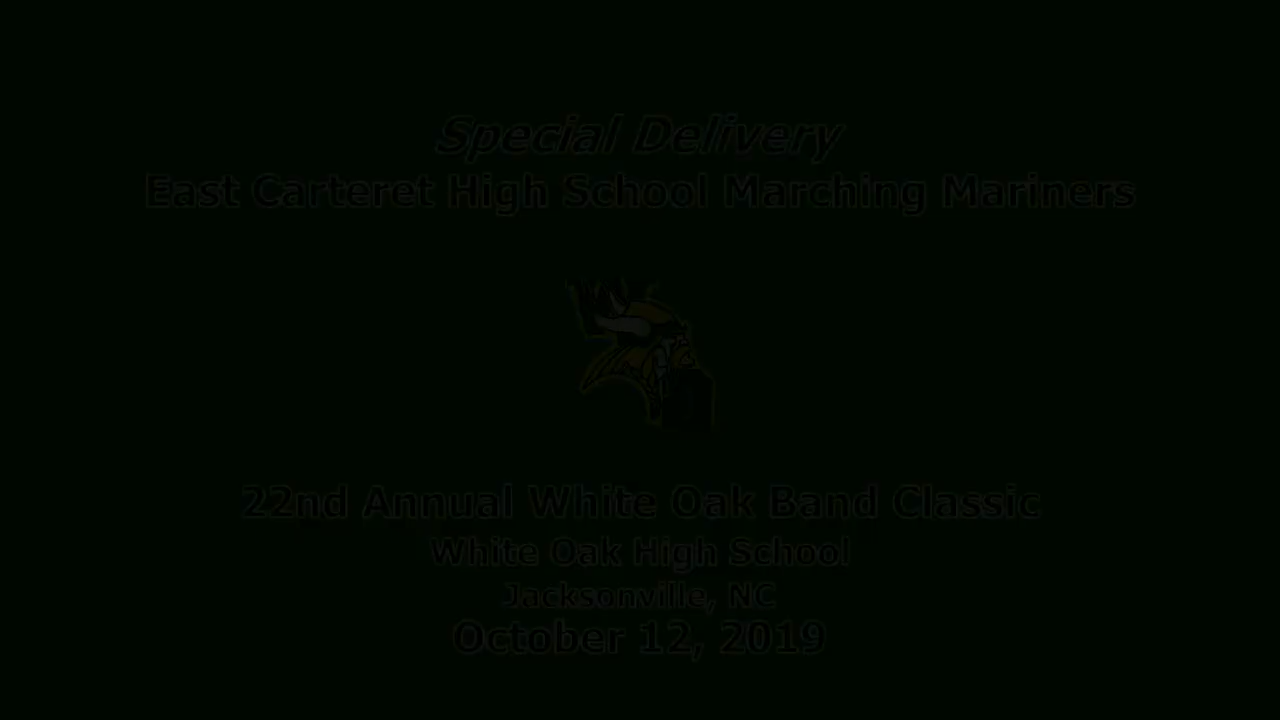 Special Delivery
East Carteret High School Marching Mariners
22nd Annual White Oak Band Classic
White Oak High School
Jacksonville, NC
October 12, 2019